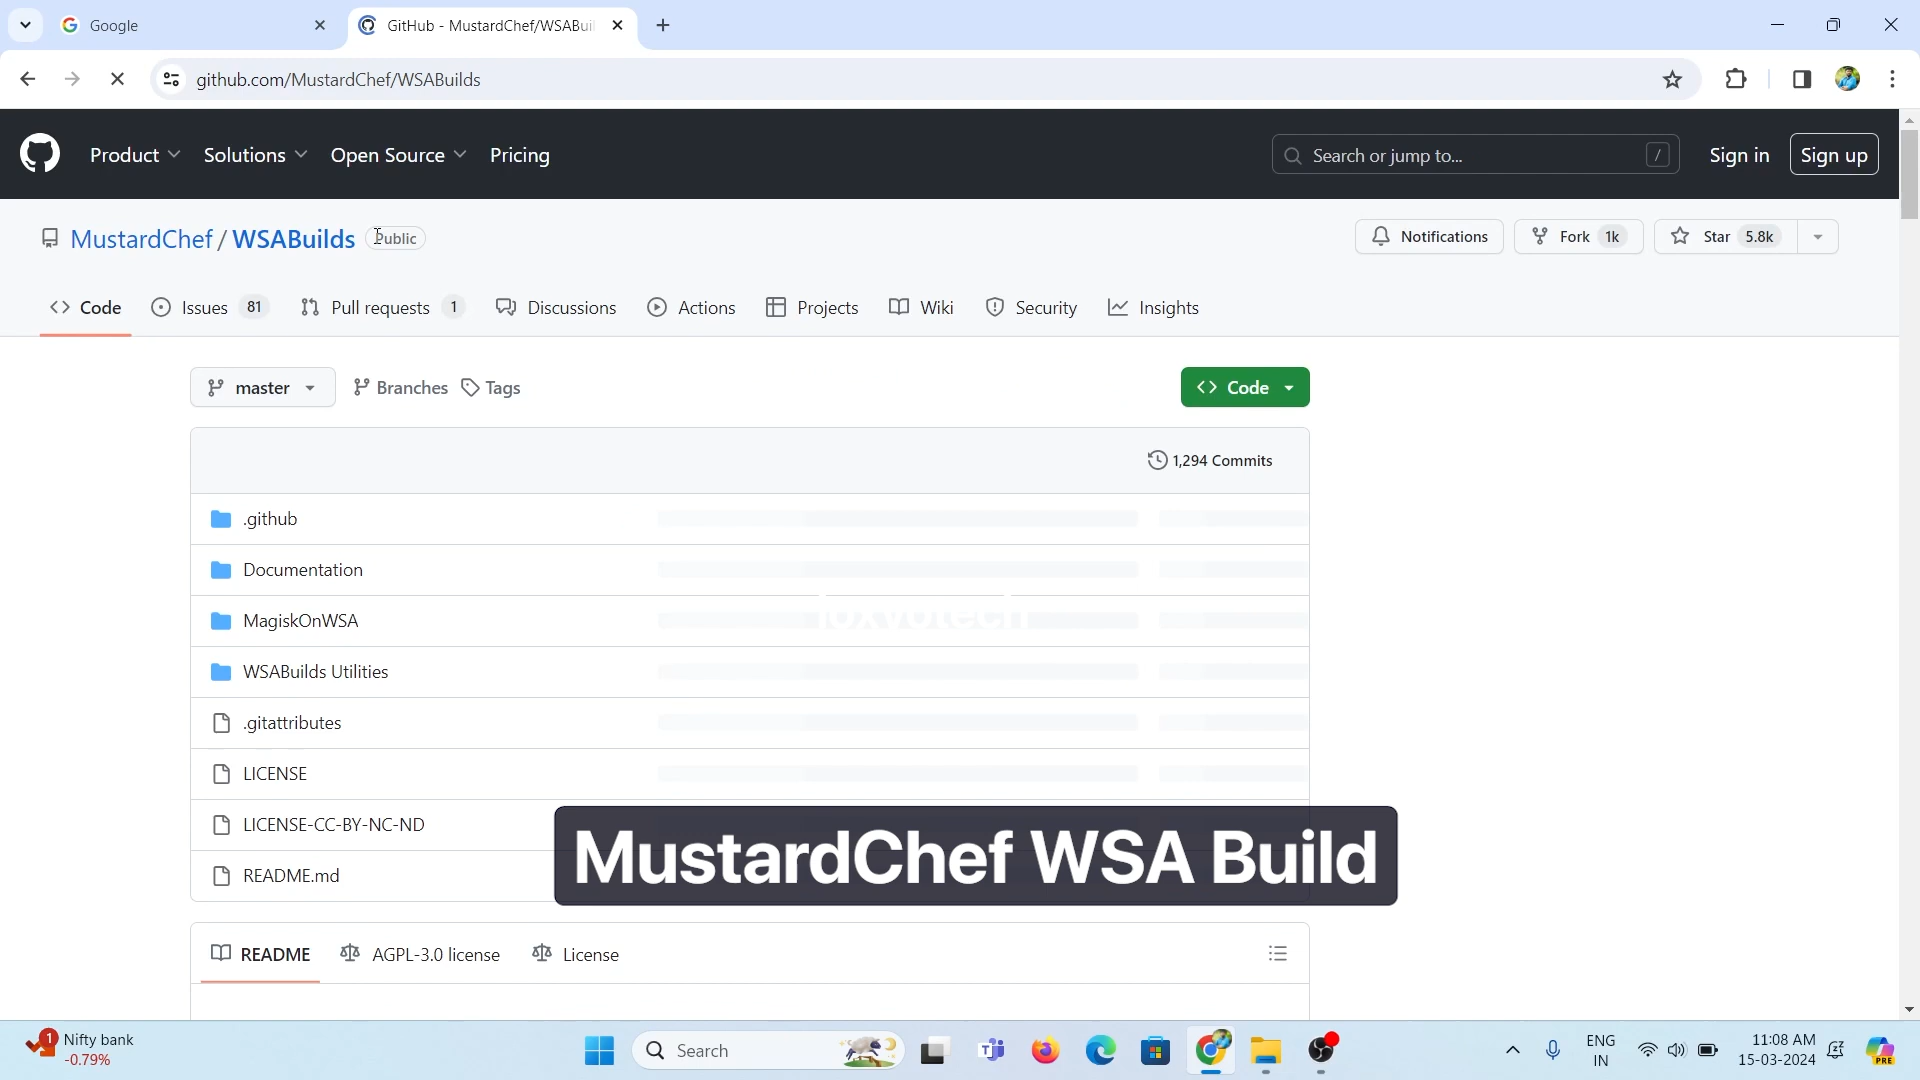 Google
GitHub - MustardChef/WSABuil
github.com/MustardChef/WSABuilds
Product
Solutions
Open Source
Pricing
Search or jump to...
/
Sign in
Sign up
MustardChef / WSABuilds
Public
Notifications
Fork 1k
Star 5.8k
Code
Issues 81
Pull requests 1
Discussions
Actions
Projects
Wiki
Security
Insights
master
Branches
Tags
Code
1,294 Commits
.github
Documentation
MagiskOnWSA
WSABuilds Utilities
.gitattributes
LICENSE
LICENSE-CC-BY-NC-ND
README.md
MustardChef WSA Build
README
AGPL-3.0 license
License
1
Nifty bank
-0.79%
Search
ENG
IN
11:08 AM
15-03-2024
PRE